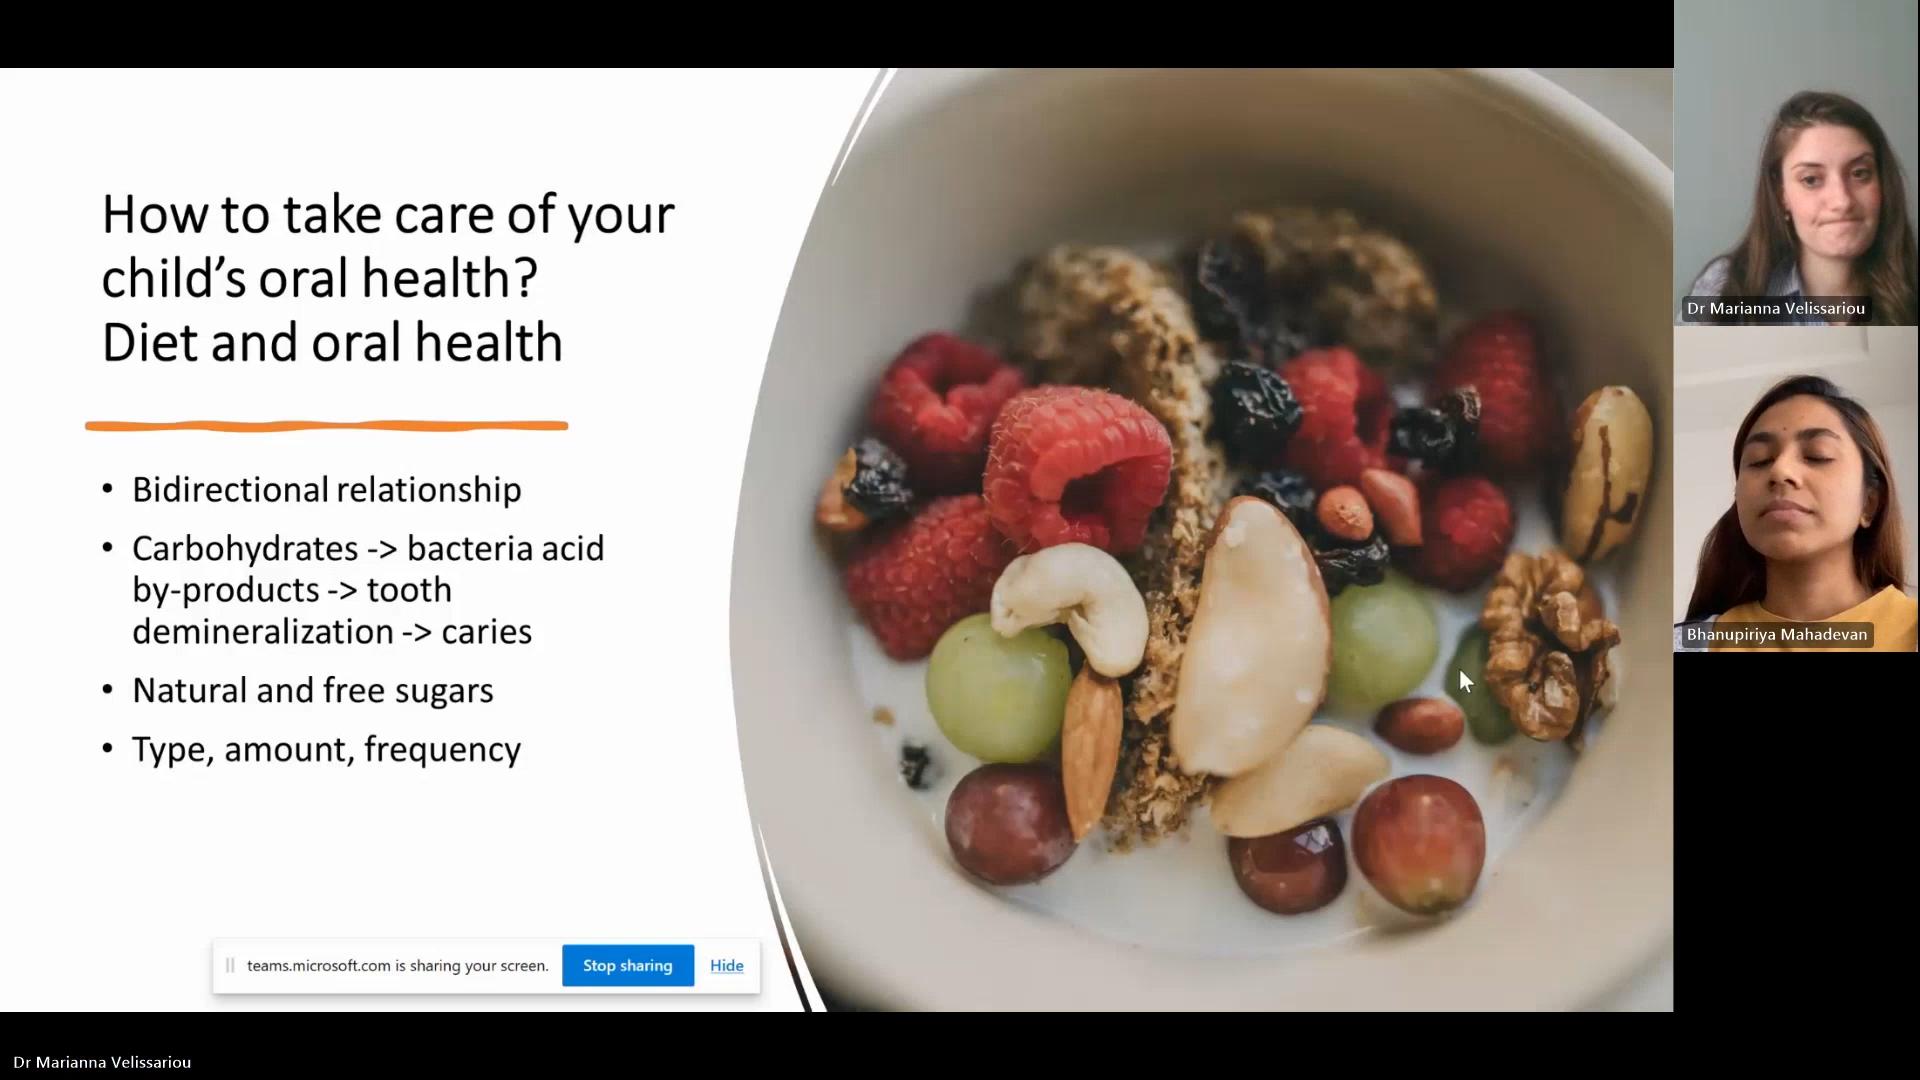 How to take care of your
child’s oral health?
Diet and oral health
• Bidirectional relationship
• Carbohydrates -> bacteria acid
by-products -> tooth
demineralization -> caries
• Natural and free sugars
• Type, amount, frequency
teams.microsoft.com is sharing your screen. Stop sharing Hide
Dr Marianna Velissariou
Bhanupiriya Mahadevan
Dr Marianna Velissariou